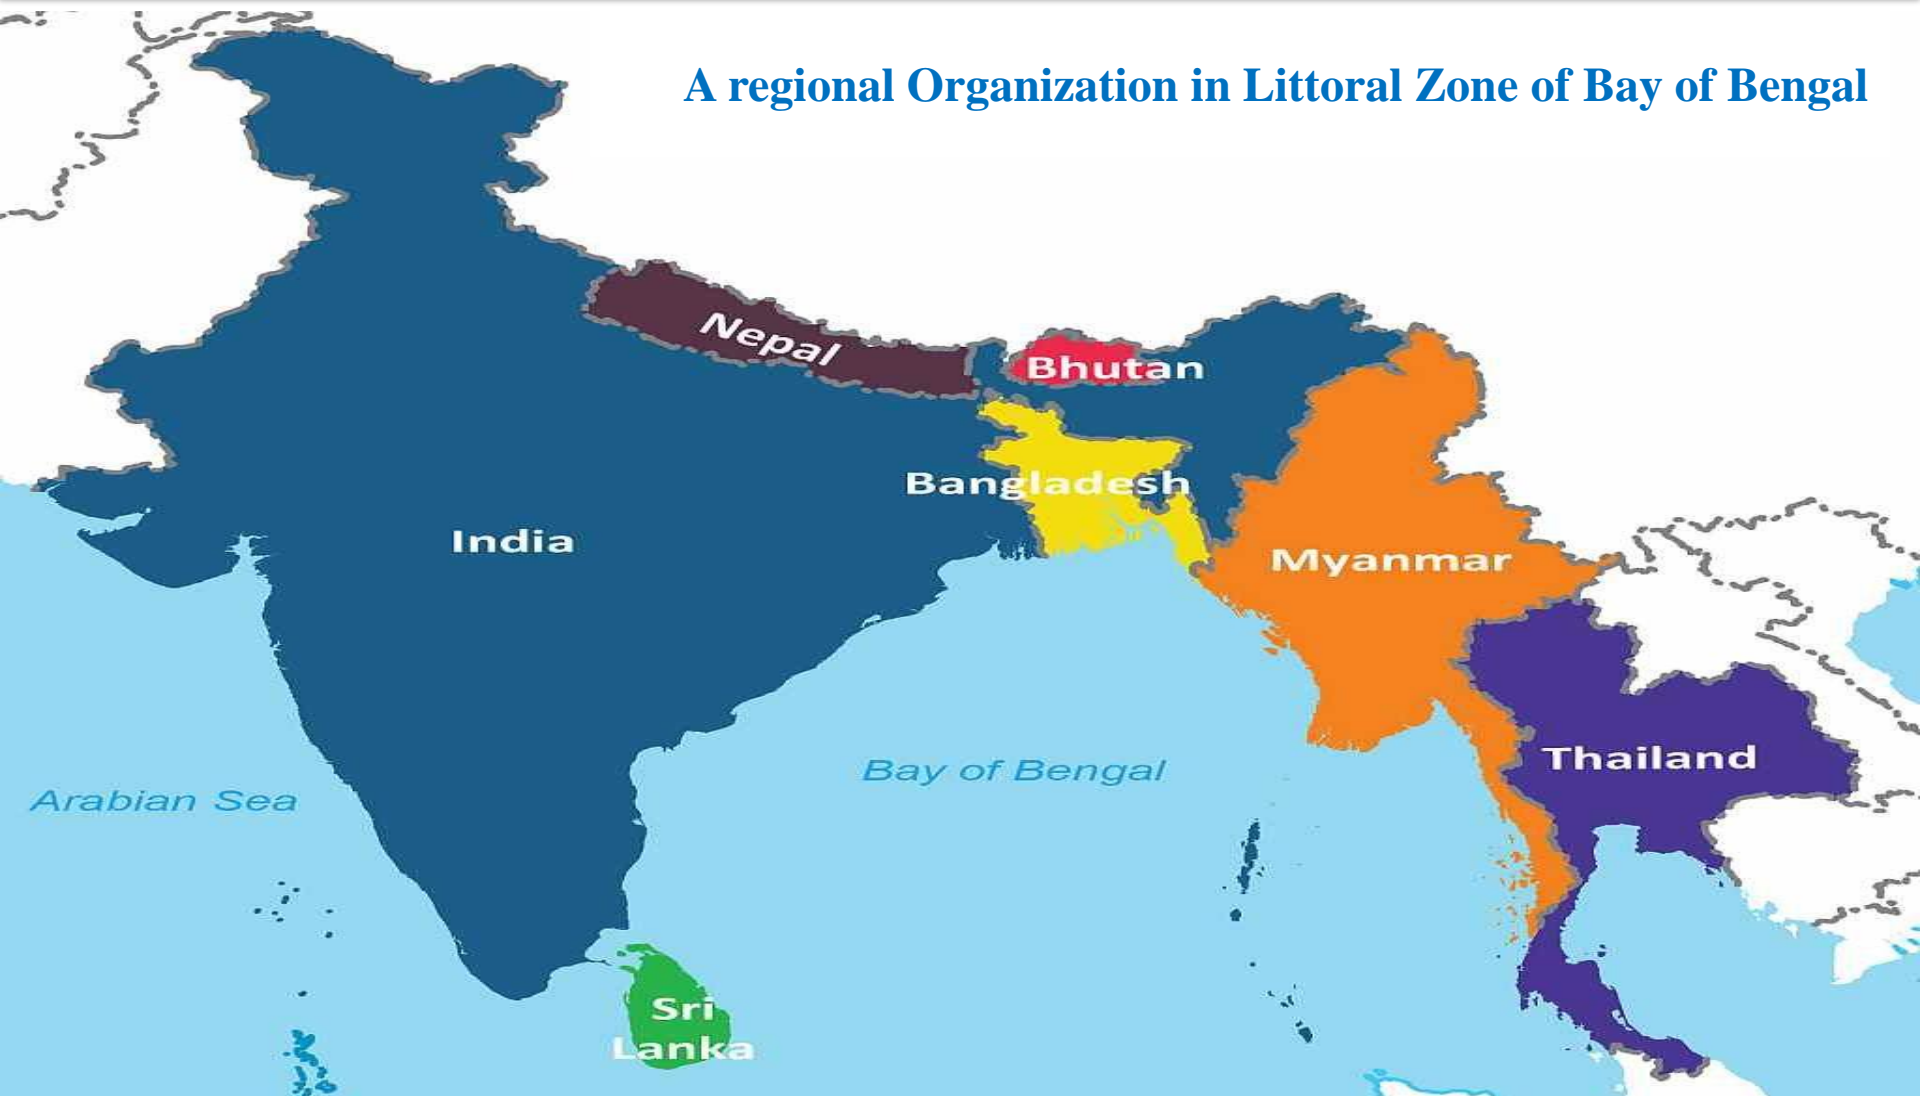 A regional Organization in Littoral Zone of Bay of Bengal
Nepal
Bhutan
Bangladesh
India
Myanmar
Thailand
Bay of Bengal
Arabian Sea
Sri
Lanka